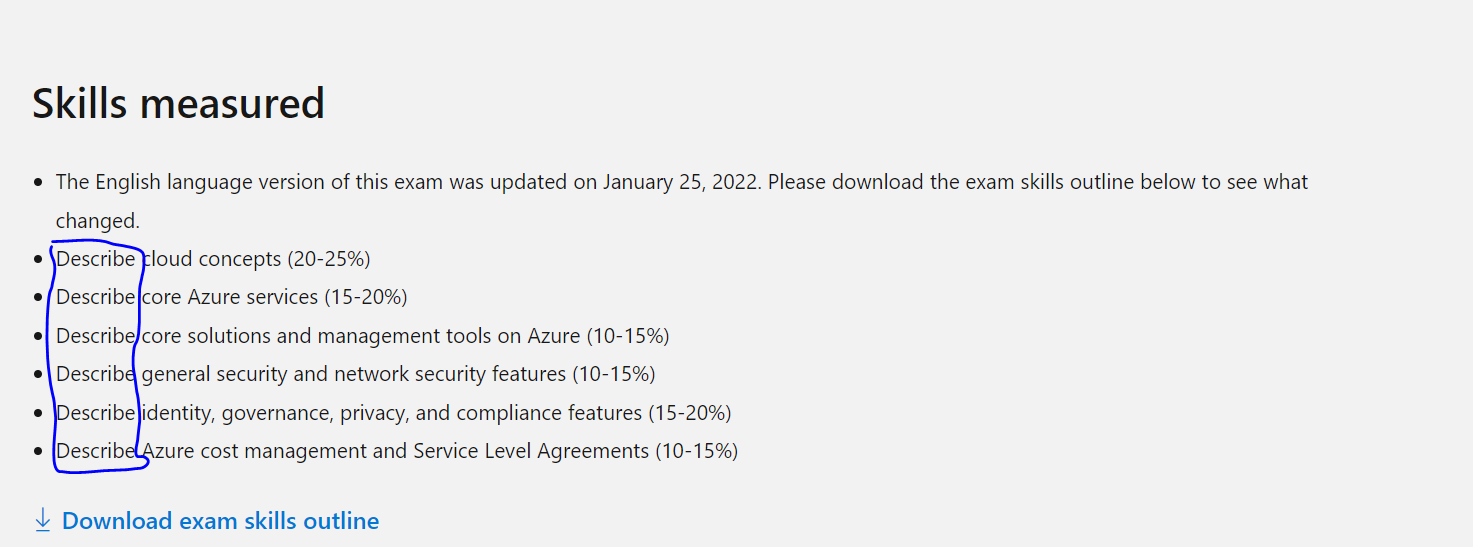 Skills measured
The English language version of this exam was updated on January 25, 2022. Please download the exam skills outline below to see what
changed.
Describe cloud concepts (20-25%)
Describe core Azure services (15-20%)
Describe core solutions and management tools on Azure (10-15%)
Describe general security and network security features (10-15%)
Describe identity, governance, privacy, and compliance features (15-20%)
Describe Azure cost management and Service Level Agreements (10-15%)
Download exam skills outline